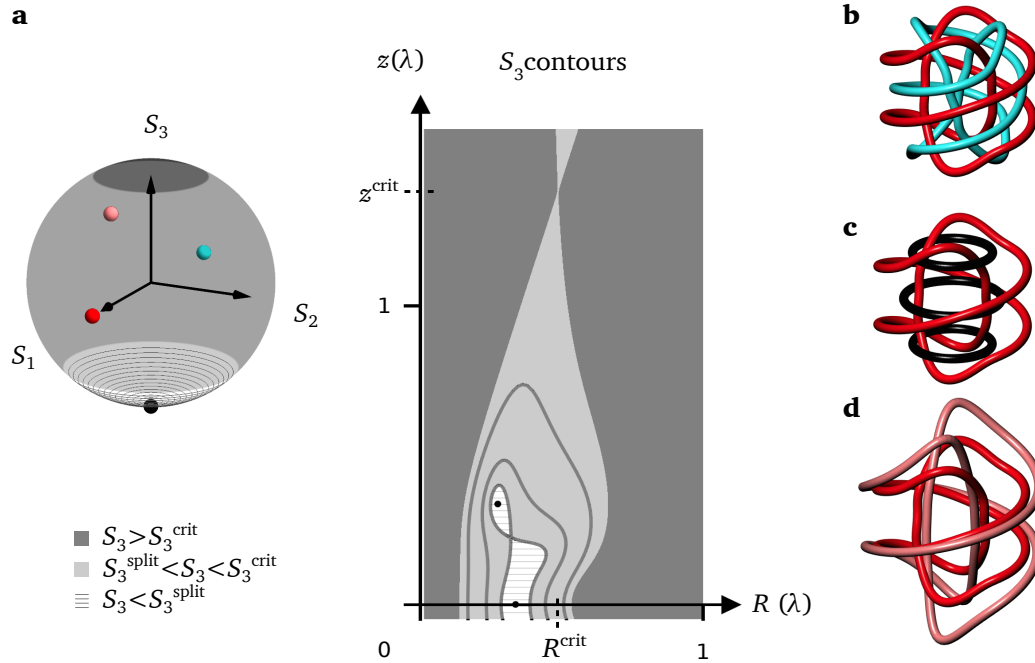 a
S₃
S₁
S₂
S₃>S₃ᶜʳⁱᵗ
S₃ˢᵖˡⁱᵗ<S₃<S₃ᶜʳⁱᵗ
S₃<S₃ˢᵖˡⁱᵗ
z(λ)
S₃contours
zᶜʳⁱᵗ
1
R (λ)
0
Rᶜʳⁱᵗ
1
b
c
d